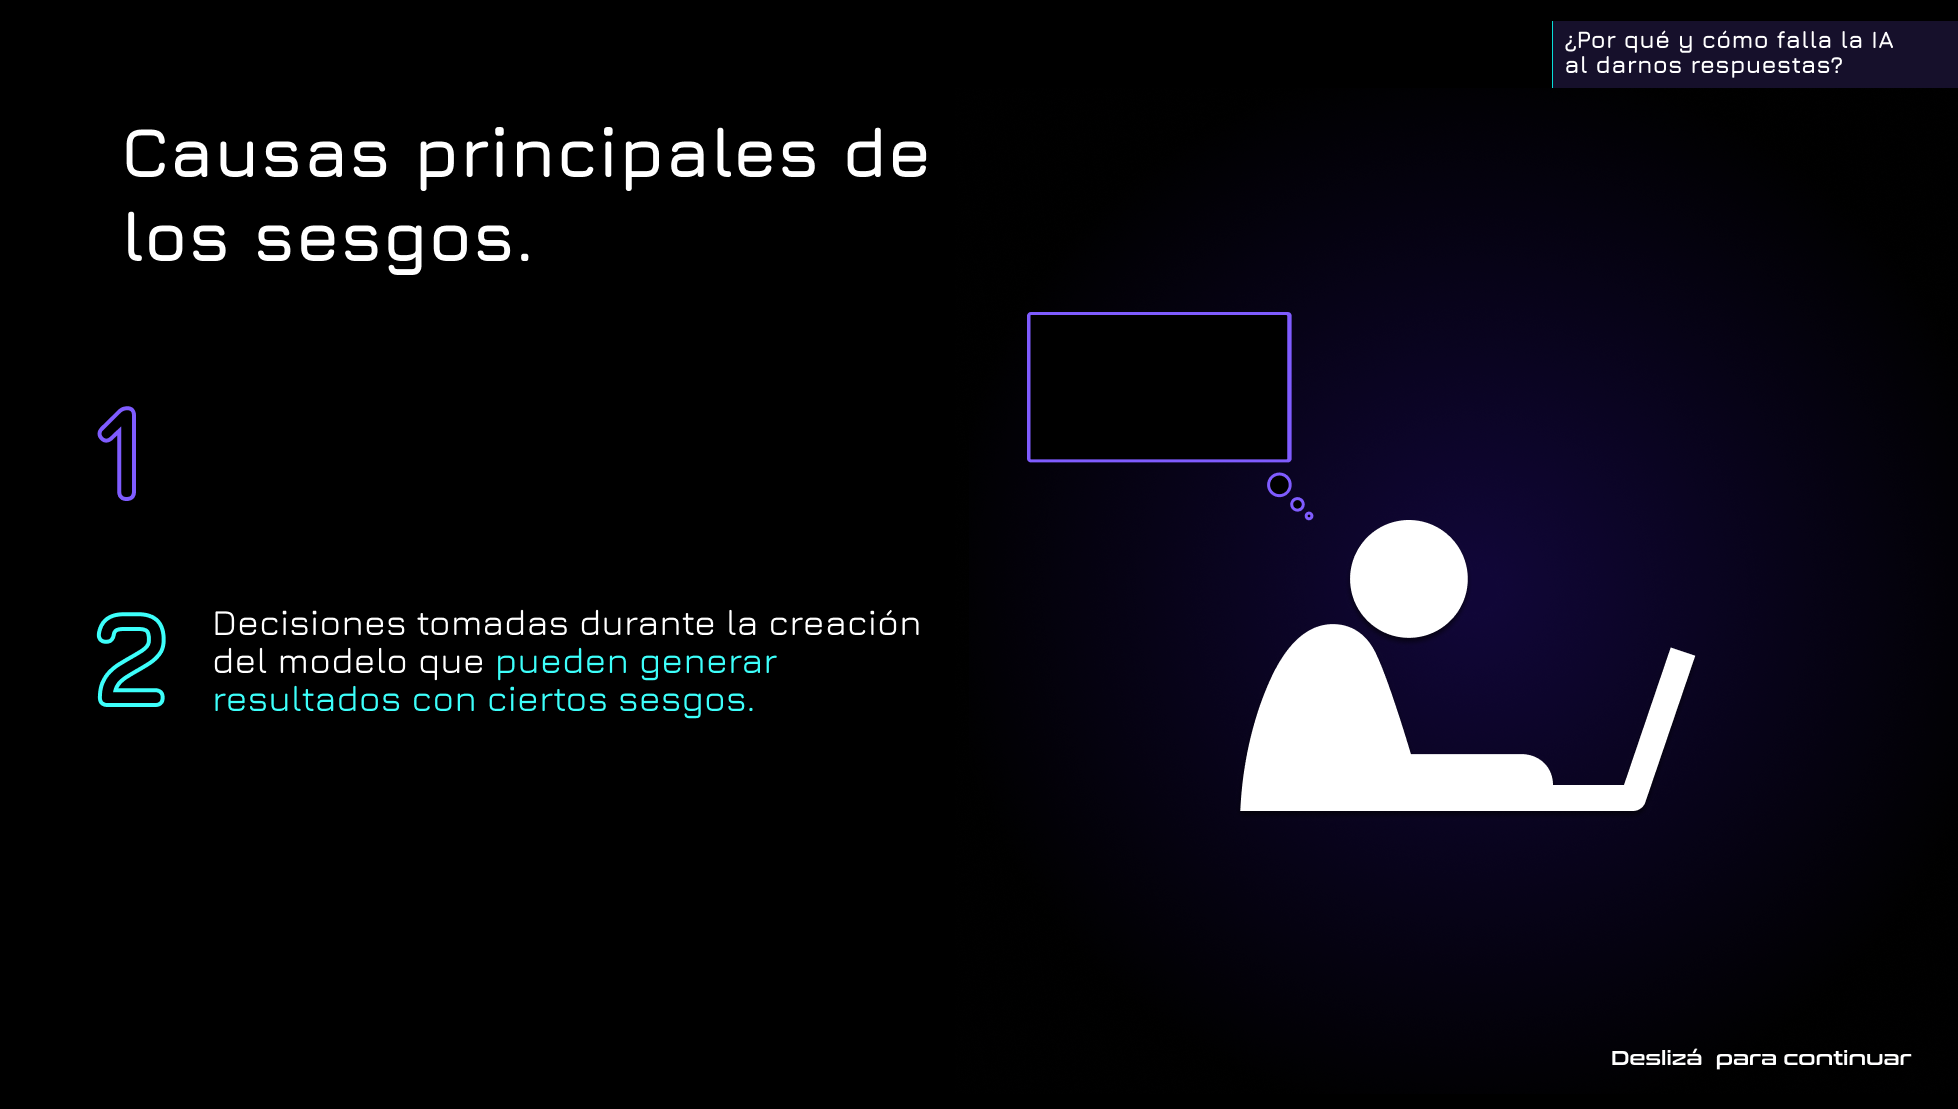 ¿Por qué y cómo falla la IA
al darnos respuestas?
Causas principales de
los sesgos.
1
2
Decisiones tomadas durante la creación
del modelo que pueden generar
resultados con ciertos sesgos.
Deslizá para continuar